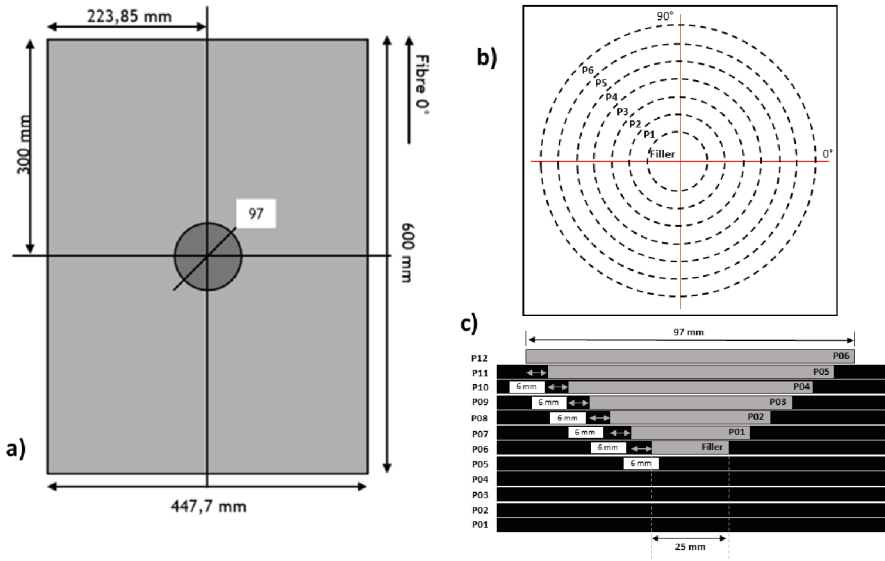 a)
223,85 mm
300 mm
Fibre 0°
97
600 mm
447,7 mm
b)
90°
P6
P5
P4
P3
P2
P1
Filler
0°
c)
97 mm
P12 P06
P11 P05
P10 6 mm P04
P09 6 mm P03
P08 6 mm P02
P07 6 mm P01
P06 6 mm Filler
P05 6 mm
P04
P03
P02
P01
25 mm